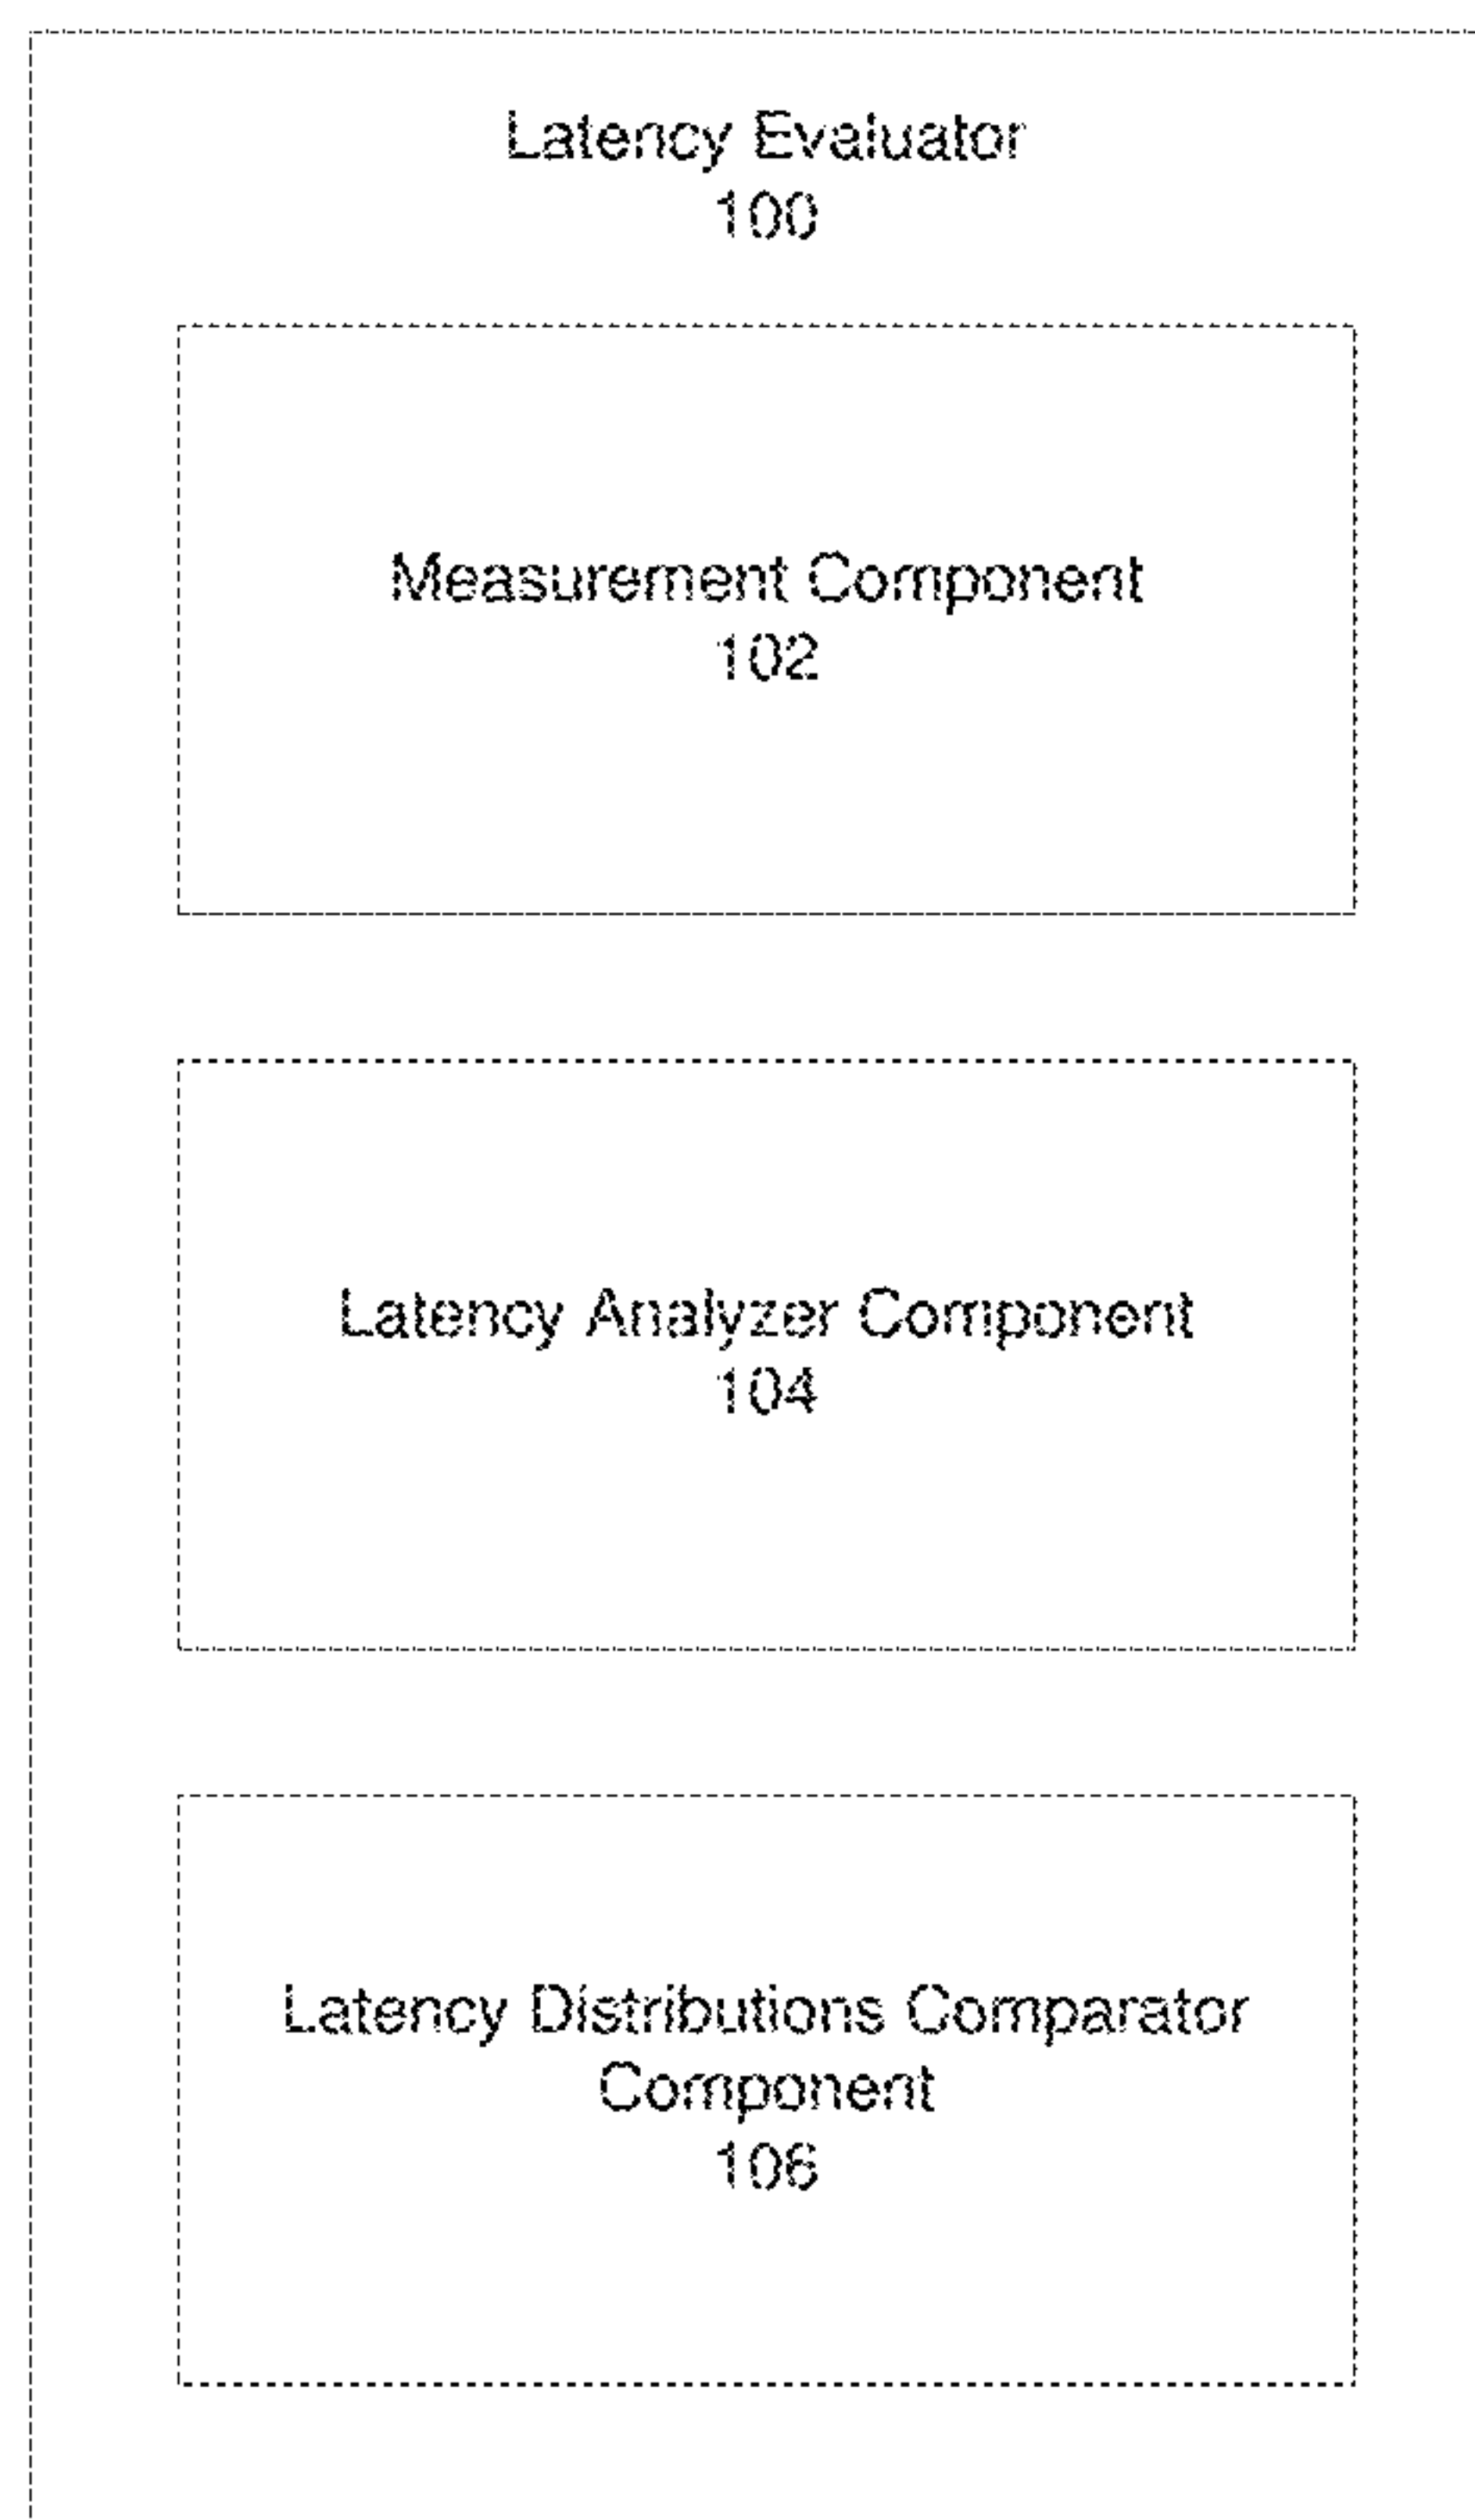 Latency Evaluator
100
Measurement Component
102
Latency Analyzer Component
104
Latency Distributions Comparator
Component
106